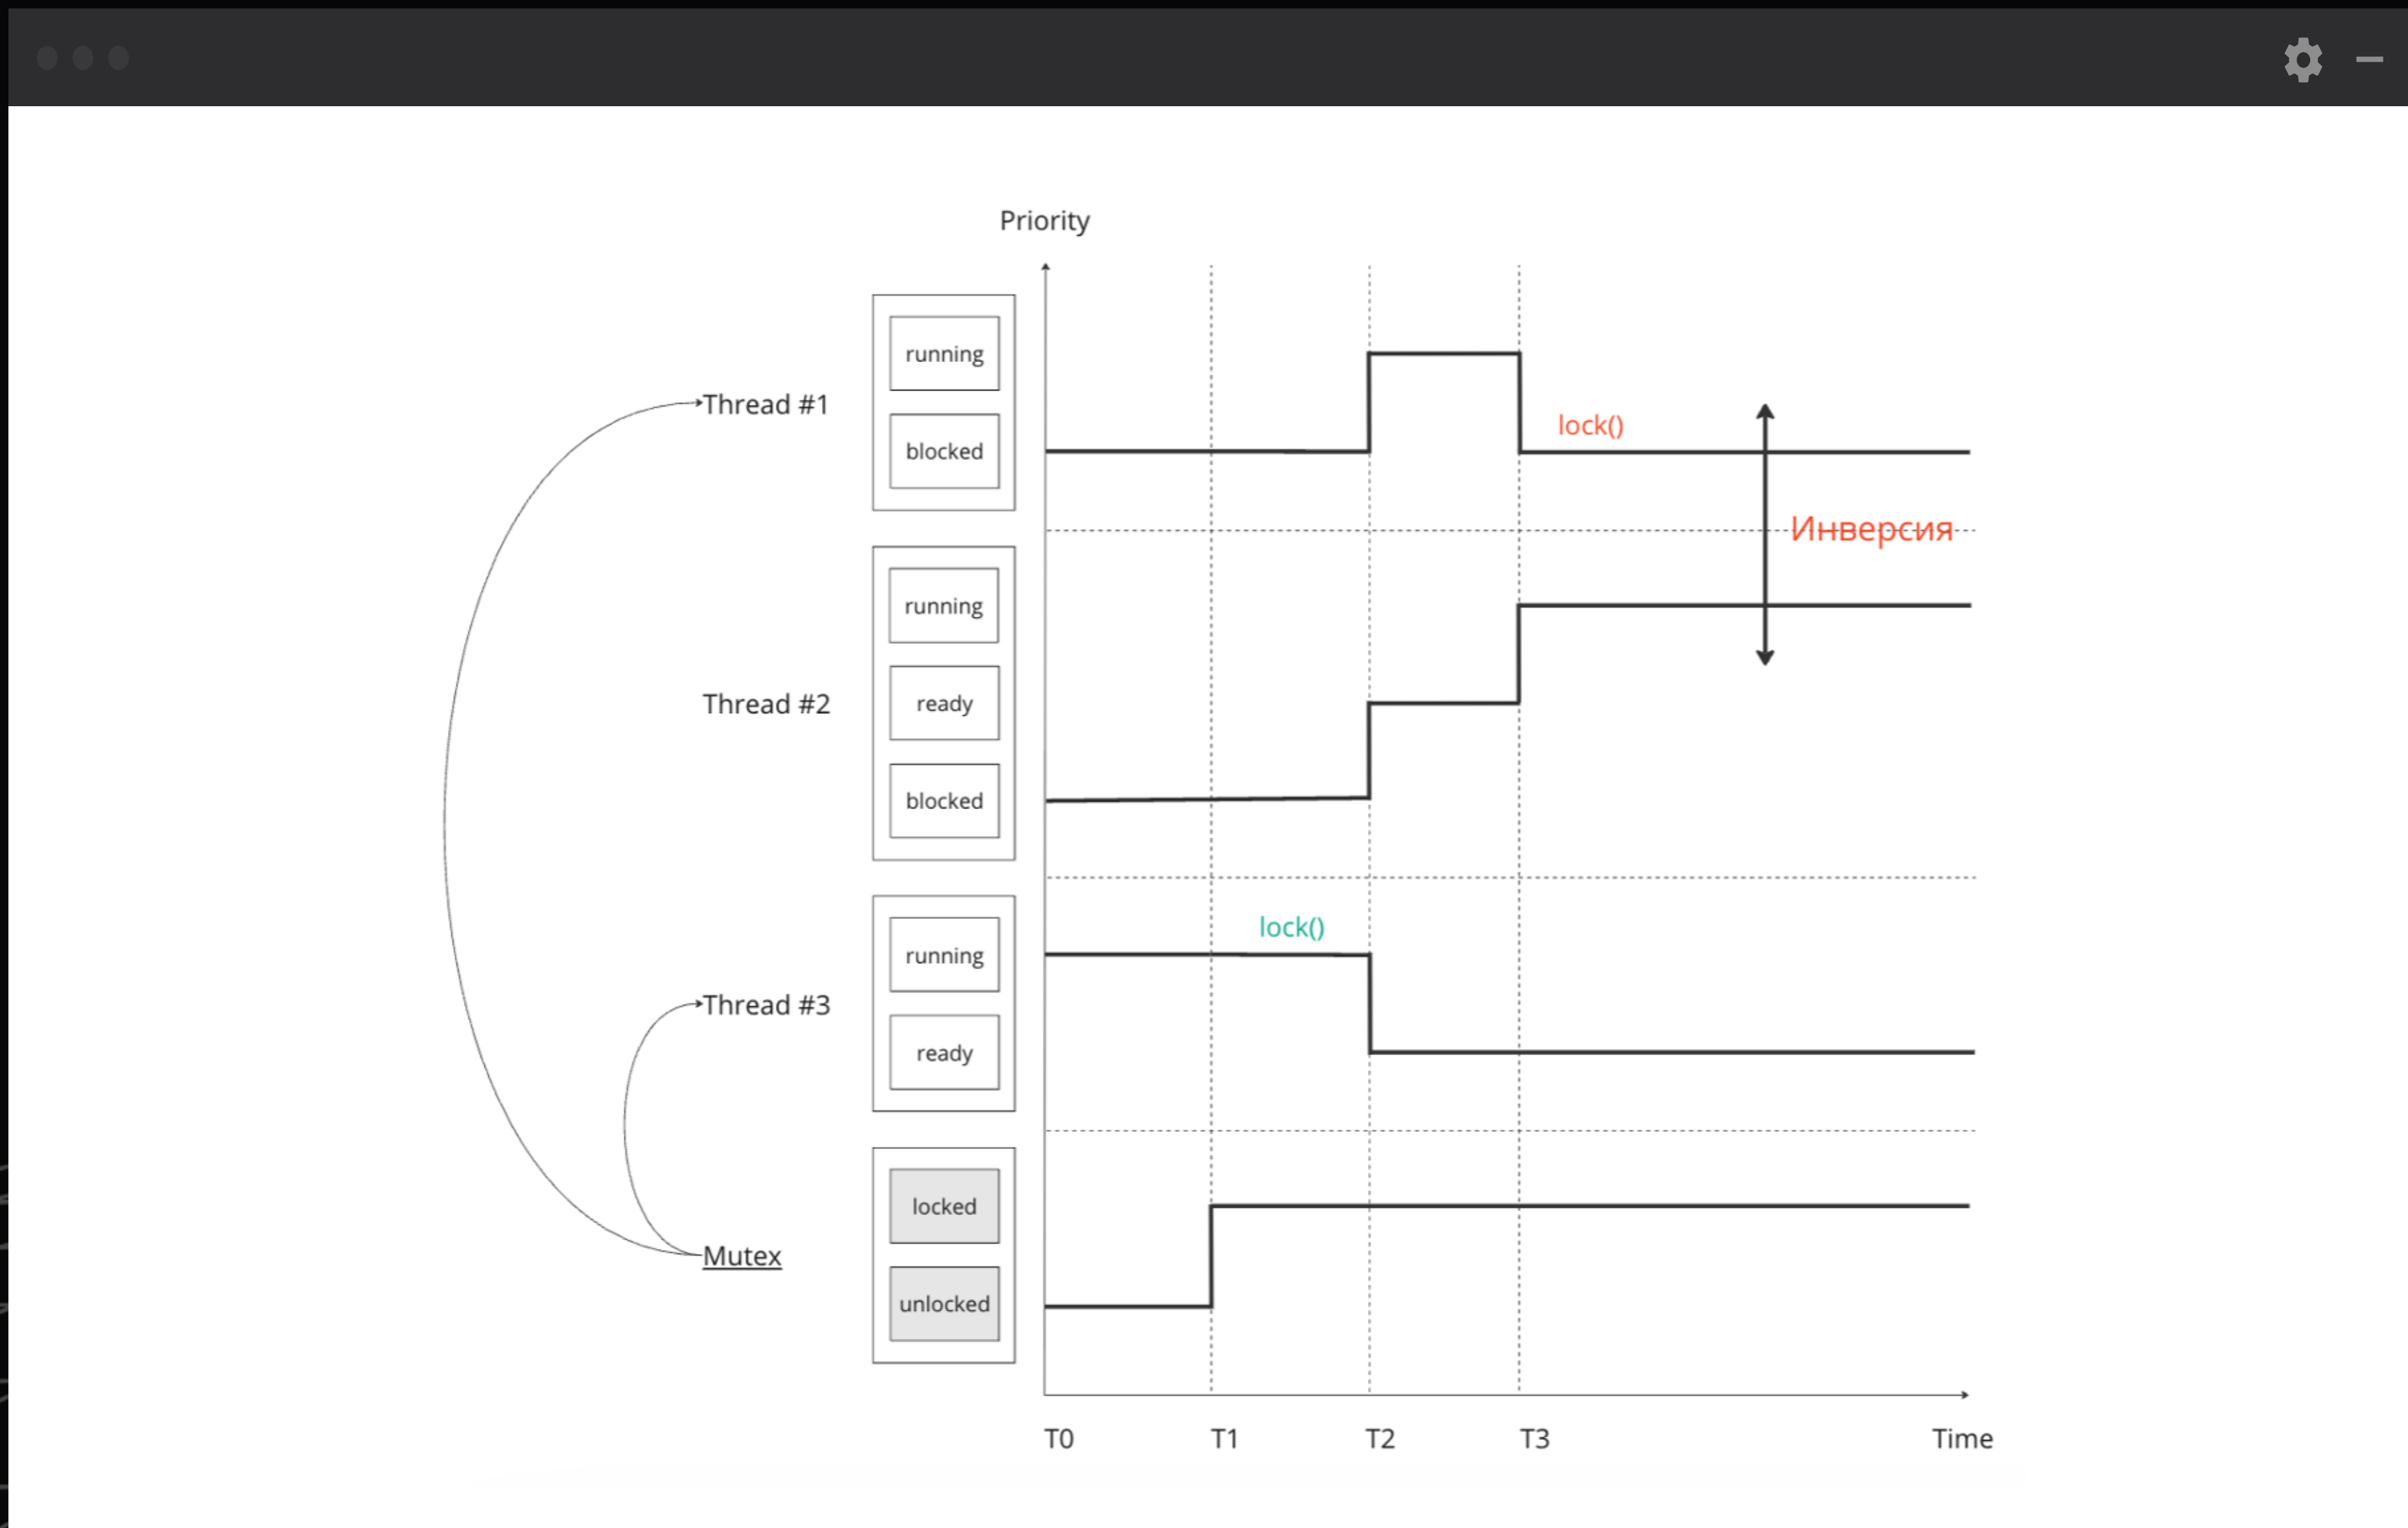 Priority
running
Thread #1
blocked
lock()
Инверсия
running
Thread #2
ready
blocked
lock()
running
Thread #3
ready
locked
Mutex
unlocked
T0
T1
T2
T3
Time